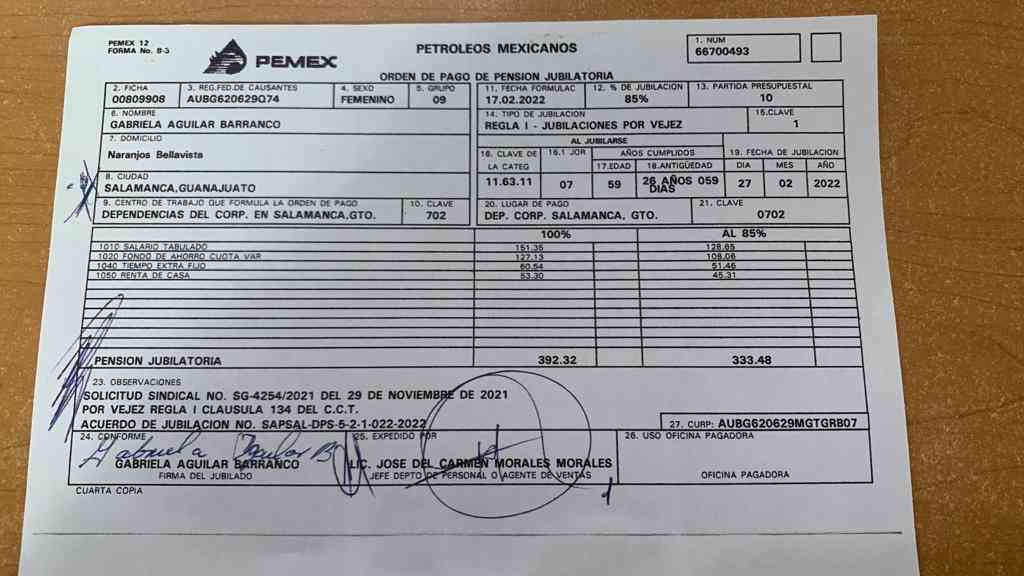 PEMEX 12
FORMA No. B-3
PEMEX
PETROLEOS MEXICANOS
1. NUM
66700493
ORDEN DE PAGO DE PENSION JUBILATORIA
2. FICHA
00809908
3. REG.FED.DE CAUSANTES
AUBG620629Q74
4. SEXO
FEMENINO
5. GRUPO
09
11. FECHA FORMULAC
17.02.2022
12. % DE JUBILACION
85%
13. PARTIDA PRESUPUESTAL
10
6. NOMBRE
GABRIELA AGUILAR BARRANCO
14. TIPO DE JUBILACION
REGLA I - JUBILACIONES POR VEJEZ
15.CLAVE
1
7. DOMICILIO
Naranjos Bellavista
AL JUBILARSE
16. CLAVE DE
LA CATEG
11.63.11
16.1 JOR
07
AÑOS CUMPLIDOS
17.EDAD
59
18.ANTIGÜEDAD
26 AÑOS 059
DIAS
19. FECHA DE JUBILACION
DIA MES AÑO
27 02 2022
8. CIUDAD
SALAMANCA,GUANAJUATO
9. CENTRO DE TRABAJO QUE FORMULA LA ORDEN DE PAGO
DEPENDENCIAS DEL CORP. EN SALAMANCA,GTO.
10. CLAVE
702
20. LUGAR DE PAGO
DEP. CORP. SALAMANCA, GTO.
21. CLAVE
0702
100% AL 85%
1010 SALARIO TABULADO 151.35 128.65
1020 FONDO DE AHORRO CUOTA VAR 127.13 108.06
1040 TIEMPO EXTRA FIJO 60.54 51.46
1050 RENTA DE CASA 53.30 45.31
PENSION JUBILATORIA 392.32 333.48
23. OBSERVACIONES
SOLICITUD SINDICAL NO. SG-4254/2021 DEL 29 DE NOVIEMBRE DE 2021
POR VEJEZ REGLA I CLAUSULA 134 DEL C.C.T.
ACUERDO DE JUBILACION NO. SAPSAL-DPS-5-2-1-022-2022
27. CURP: AUBG620629MGTGRB07
24. CONFORME
Gabriela Aguilar B
GABRIELA AGUILAR BARRANCO
FIRMA DEL JUBILADO
25. EXPEDIDO POR
LIC. JOSE DEL CARMEN MORALES MORALES
JEFE DEPTO DE PERSONAL O AGENTE DE VENTAS
26. USO OFICINA PAGADORA
OFICINA PAGADORA
CUARTA COPIA